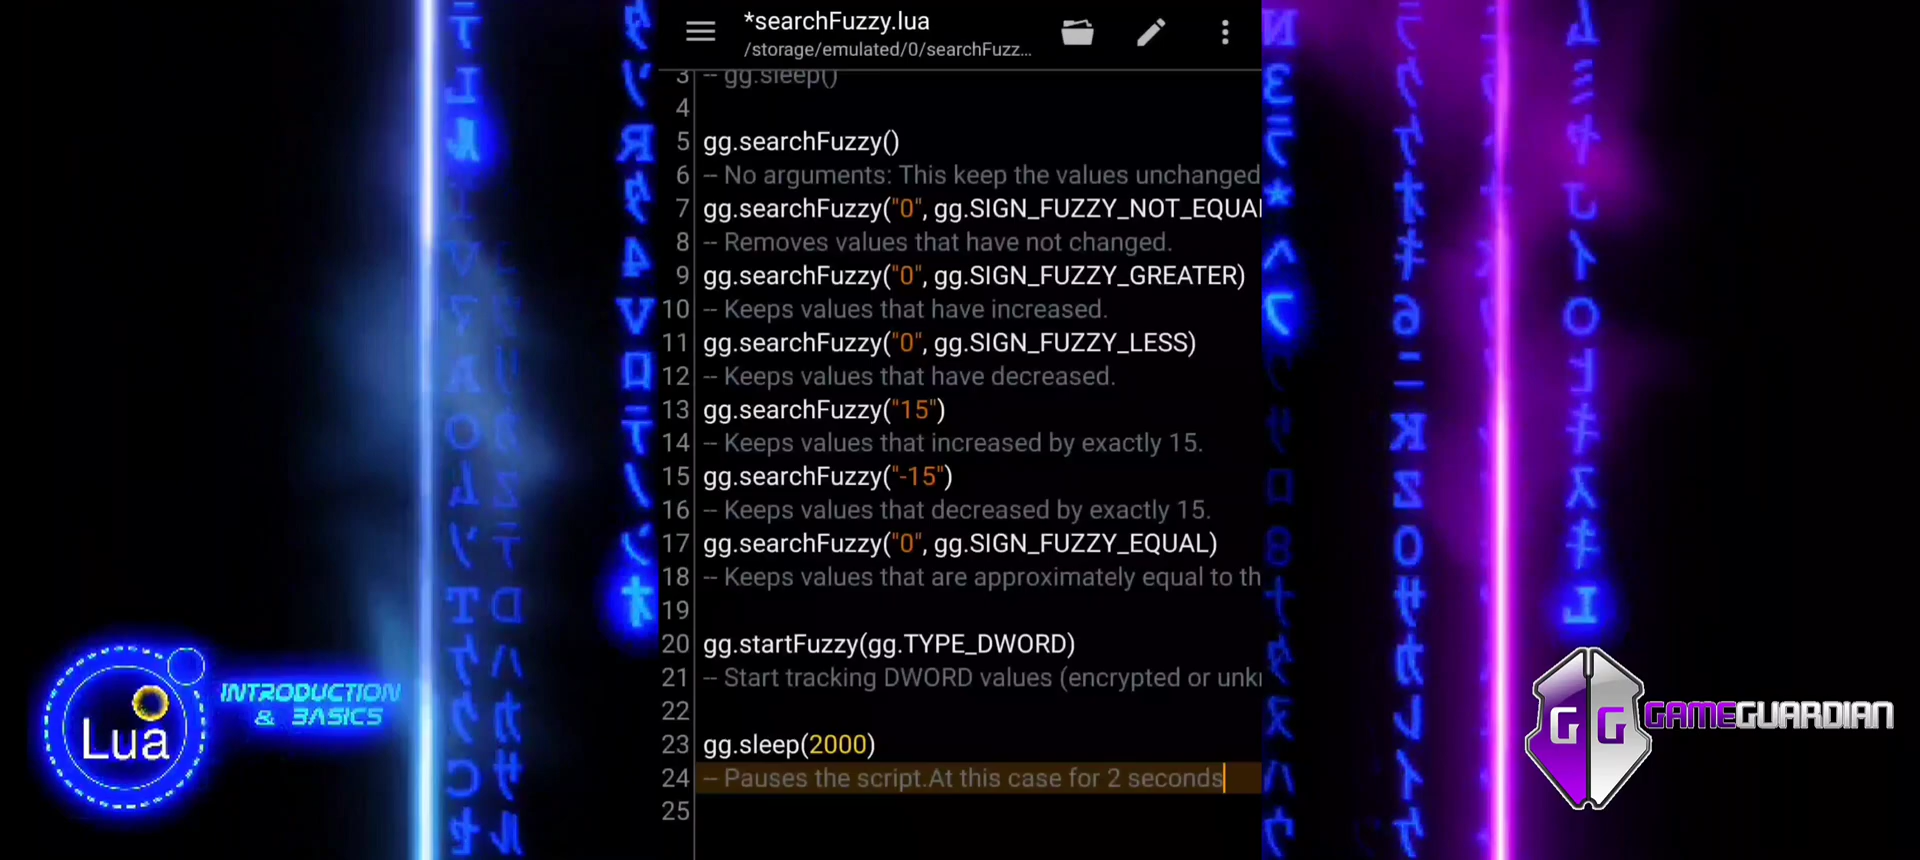 *searchFuzzy.lua
/storage/emulated/0/searchFuzz...
3 -- gg.sleep()
4
5 gg.searchFuzzy()
6 -- No arguments: This keep the values unchanged
7 gg.searchFuzzy("0", gg.SIGN_FUZZY_NOT_EQUA
8 -- Removes values that have not changed.
9 gg.searchFuzzy("0", gg.SIGN_FUZZY_GREATER)
10 -- Keeps values that have increased.
11 gg.searchFuzzy("0", gg.SIGN_FUZZY_LESS)
12 -- Keeps values that have decreased.
13 gg.searchFuzzy("15")
14 -- Keeps values that increased by exactly 15.
15 gg.searchFuzzy("-15")
16 -- Keeps values that decreased by exactly 15.
17 gg.searchFuzzy("0", gg.SIGN_FUZZY_EQUAL)
18 -- Keeps values that are approximately equal to th
19
20 gg.startFuzzy(gg.TYPE_DWORD)
21 -- Start tracking DWORD values (encrypted or unk
22
23 gg.sleep(2000)
24 -- Pauses the script.At this case for 2 seconds
25
Lua
INTRODUCTION
& BASICS
GG
GAMEGUARDIAN